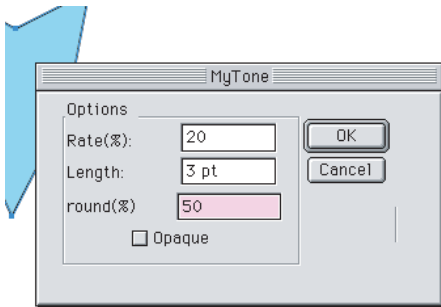 MyTone
Options
Rate(%): 20
OK
Length: 3 pt
Cancel
round(%) 50
Opaque